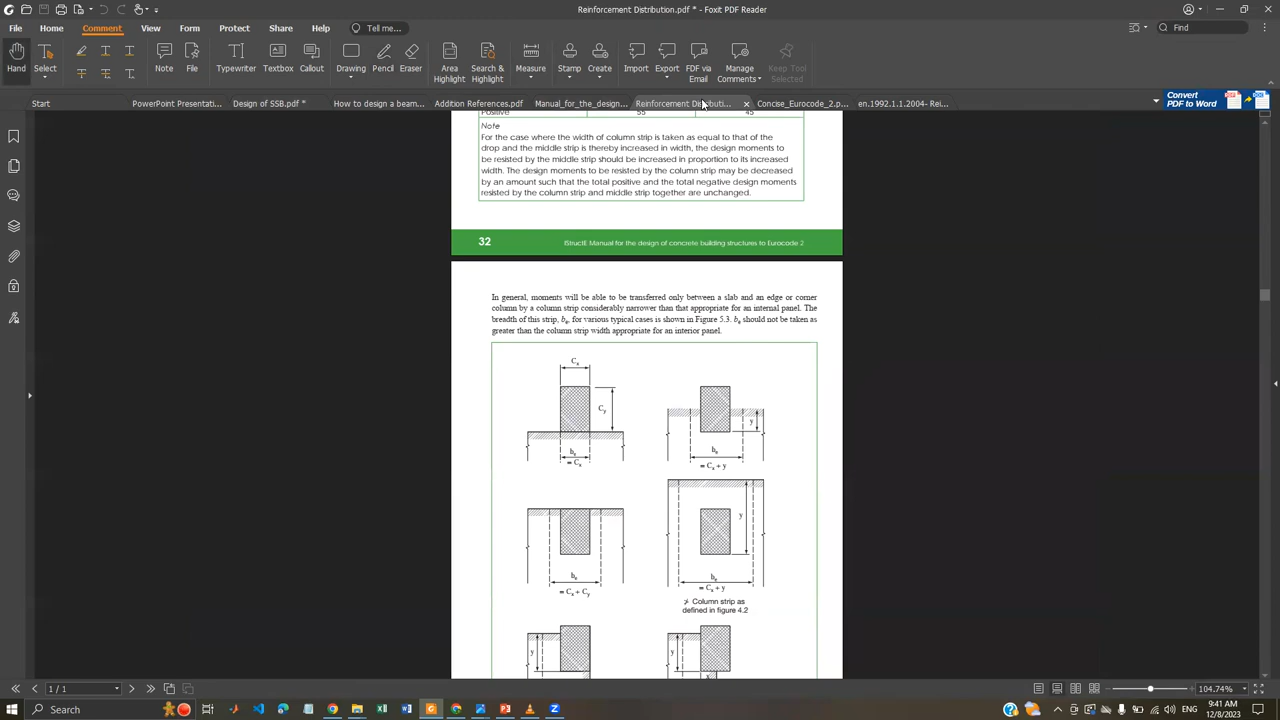 Reinforcement.pdf * - Foxit PDF Reader
File Home Comment View Form Protect Share Help Tell me... Find
Hand Select Note File Typewriter Textbox Callout Drawing Pencil Eraser Area Highlight Search & Highlight Measure Stamp Create Import Export FDF via Email Manage Comments Keep Tool Selected
Start PowerPoint Presentati... Design of SSB.pdf * How to design a beam... Addition References.pdf Manual_for_the_design... Reinforcement Distributi... Concise_Eurocode_2.p... en.1992.1.1.2004- Rei...
Convert
PDF to Word
Positive 55 45
Note
For the case where the width of column strip is taken as equal to that of the
drop and the middle strip is thereby increased in width, the design moments to
be resisted by the middle strip should be increased in proportion to its increased
width. The design moments to be resisted by the column strip may be decreased
by an amount such that the total positive and the total negative design moments
resisted by the column strip and middle strip together are unchanged.
32 IStructE Manual for the design of concrete building structures to Eurocode 2
In general, moments will be able to be transferred only between a slab and an edge or corner
column by a column strip considerably narrower than that appropriate for an internal panel. The
breadth of this strip, be, for various typical cases is shown in Figure 5.3. be should not be taken as
greater than the column strip width appropriate for an interior panel.
Cx
Cy
y
be
= Cx
be
= Cx + y
y
be
= Cx + Cy
be
= Cx + y
≯ Column strip as
defined in figure 4.2
y
y
x
1 / 1
104.74%
Search
9:41 AM
12/8/2023